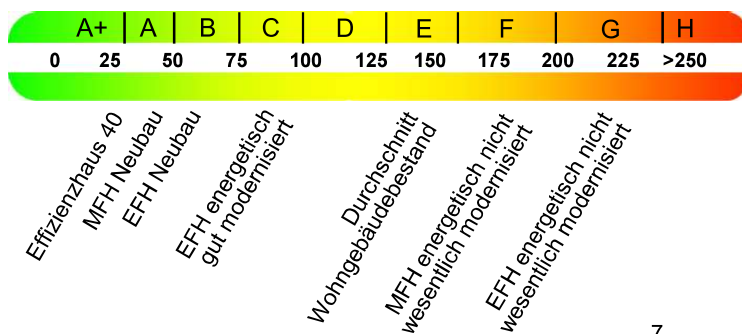 A+ A B C D E F G H
0 25 50 75 100 125 150 175 200 225 >250
Effizienzhaus 40
MFH Neubau
EFH Neubau
EFH energetisch
gut modernisiert
Durchschnitt
Wohngebäudebestand
MFH energetisch nicht
wesentlich modernisiert
EFH energetisch nicht
wesentlich modernisiert
7